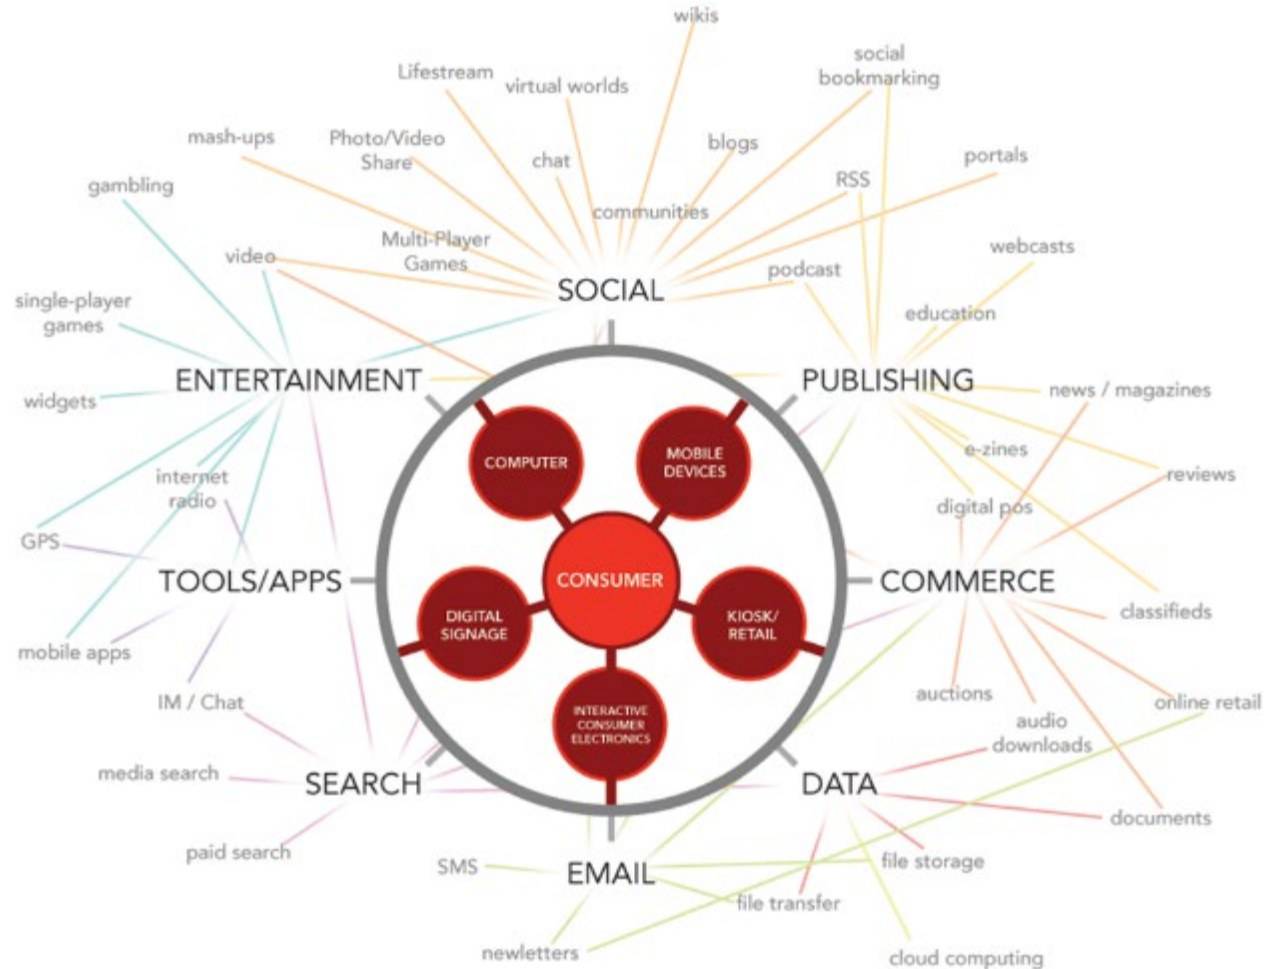 wikis
social
bookmarking
Lifestream
virtual worlds
mash-ups
Photo/Video
Share
chat
blogs
portals
gambling
RSS
communities
Multi-Player
Games
video
webcasts
podcast
single-player
games
SOCIAL
education
ENTERTAINMENT
PUBLISHING
widgets
news / magazines
COMPUTER
MOBILE
DEVICES
e-zines
internet
radio
reviews
digital pos
GPS
TOOLS/APPS
CONSUMER
COMMERCE
DIGITAL
SIGNAGE
KIOSK/
RETAIL
classifieds
mobile apps
IM / Chat
INTERACTIVE
CONSUMER
ELECTRONICS
auctions
online retail
audio
downloads
media search
SEARCH
DATA
documents
paid search
SMS
EMAIL
file storage
file transfer
newletters
cloud computing